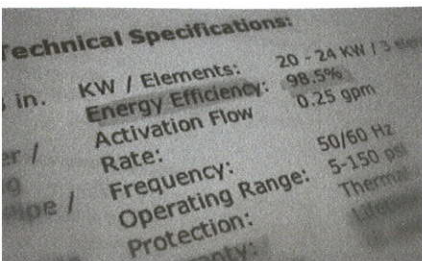 Technical Specifications:
in. KW / Elements: 20 - 24 KW / 3
Energy Efficiency: 98.5%
Activation Flow 0.25 gpm
Rate:
Frequency: 50/60 Hz
Operating Range: 5-150 psi
Protection: Thermal